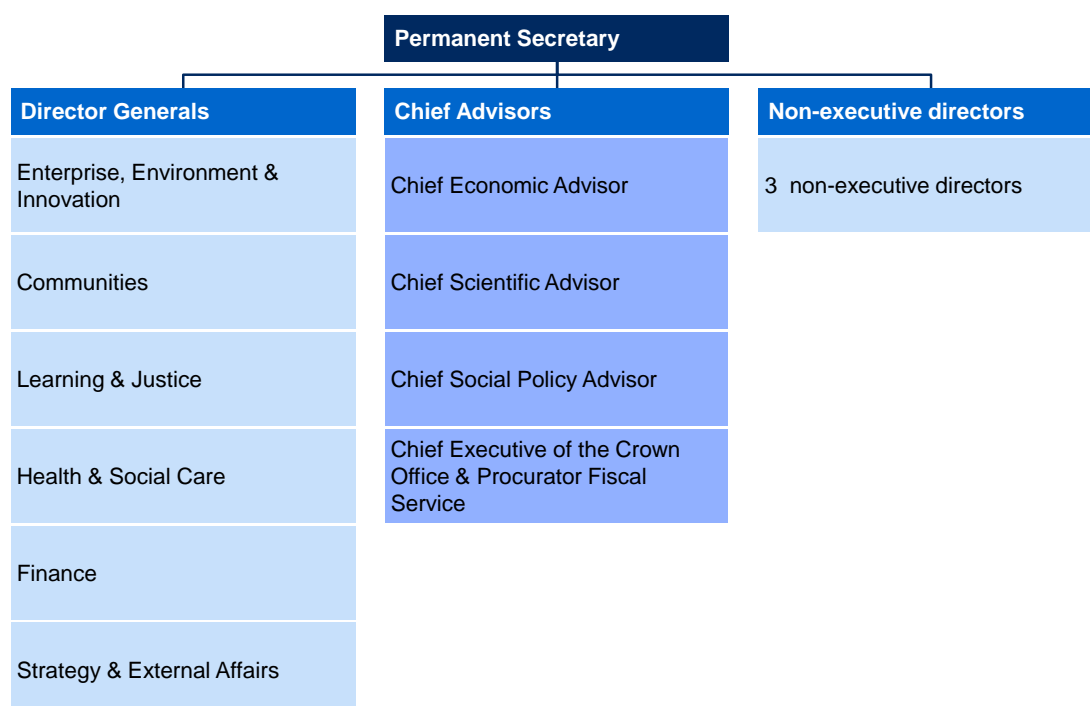 Permanent Secretary
Director Generals
Enterprise, Environment &
Innovation
Communities
Learning & Justice
Health & Social Care
Finance
Strategy & External Affairs
Chief Advisors
Chief Economic Advisor
Chief Scientific Advisor
Chief Social Policy Advisor
Chief Executive of the Crown
Office & Procurator Fiscal
Service
Non-executive directors
3 non-executive directors